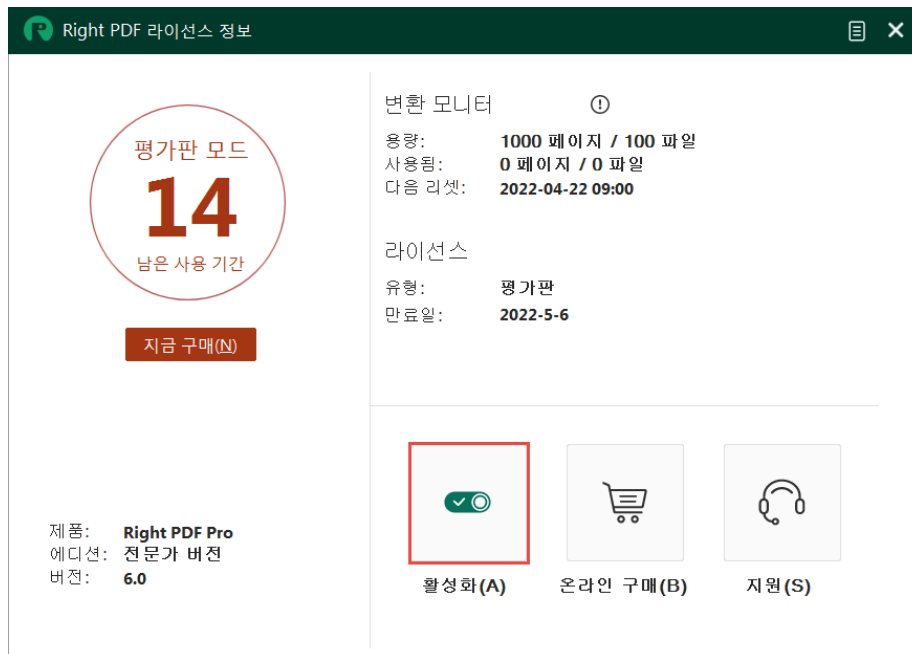 Right PDF 라이선스 정보
평가판 모드
14
남은 사용 기간
지금 구매(N)
제품: Right PDF Pro
에디션: 전문가 버전
버전: 6.0
변환 모니터
용량: 1000 페이지 / 100 파일
사용됨: 0 페이지 / 0 파일
다음 리셋: 2022-04-22 09:00
라이선스
유형: 평가판
만료일: 2022-5-6
활성화(A)
온라인 구매(B)
지원(S)